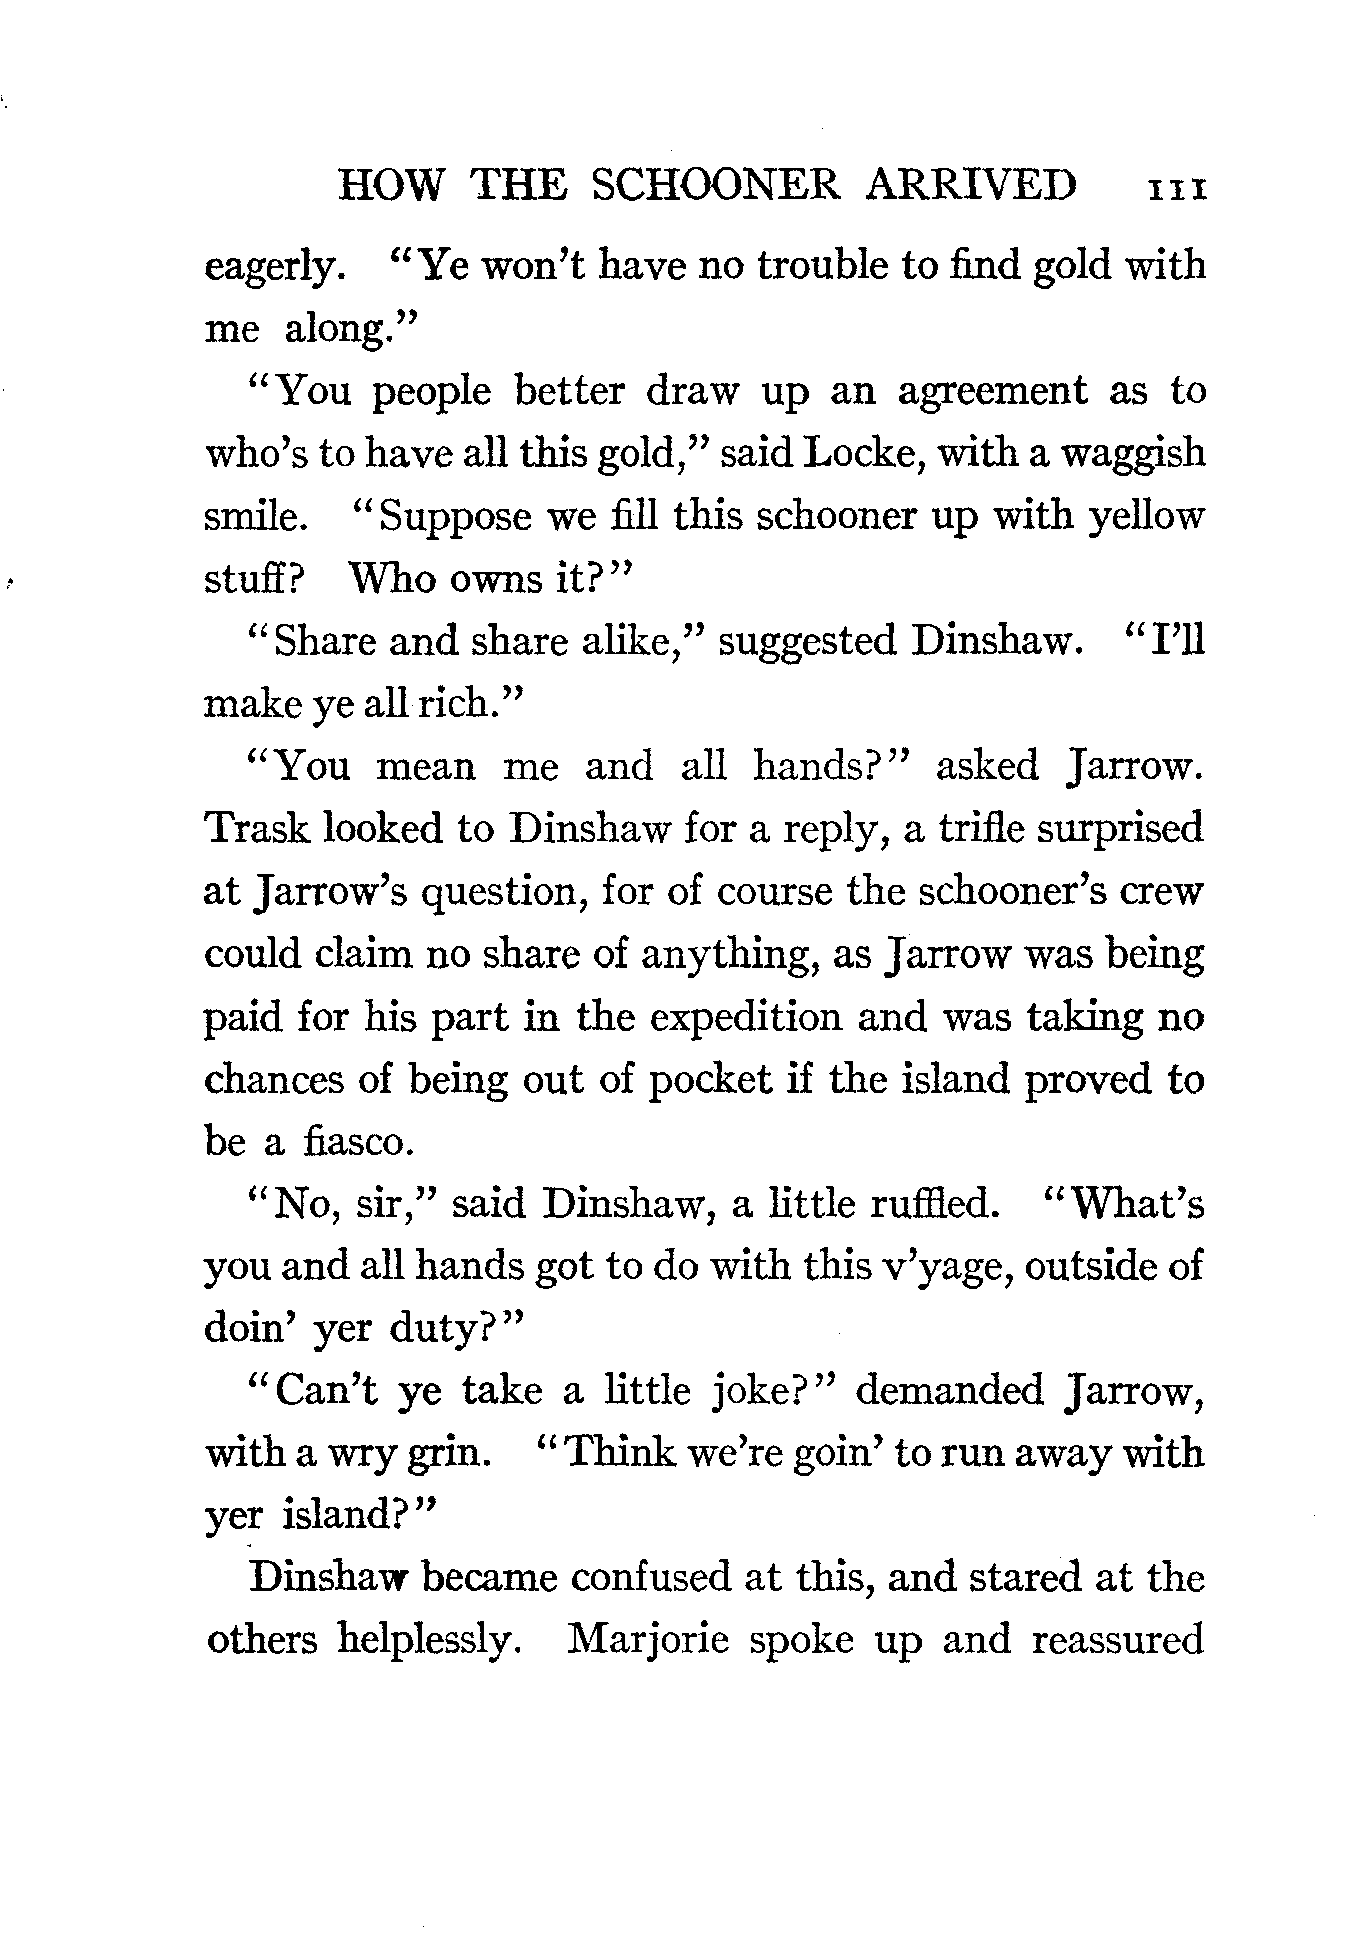 HOW THE SCHOONER ARRIVED 111
eagerly. “Ye won’t have no trouble to find gold with
me along.”
“You people better draw up an agreement as to
who’s to have all this gold,” said Locke, with a waggish
smile. “Suppose we fill this schooner up with yellow
stuff? Who owns it?”
“Share and share alike,” suggested Dinshaw. “I’ll
make ye all rich.”
“You mean me and all hands?” asked Jarrow.
Trask looked to Dinshaw for a reply, a trifle surprised
at Jarrow’s question, for of course the schooner’s crew
could claim no share of anything, as Jarrow was being
paid for his part in the expedition and was taking no
chances of being out of pocket if the island proved to
be a fiasco.
“No, sir,” said Dinshaw, a little ruffled. “What’s
you and all hands got to do with this v’yage, outside of
doin’ yer duty?”
“Can’t ye take a little joke?” demanded Jarrow,
with a wry grin. “Think we’re goin’ to run away with
yer island?”
Dinshaw became confused at this, and stared at the
others helplessly. Marjorie spoke up and reassured